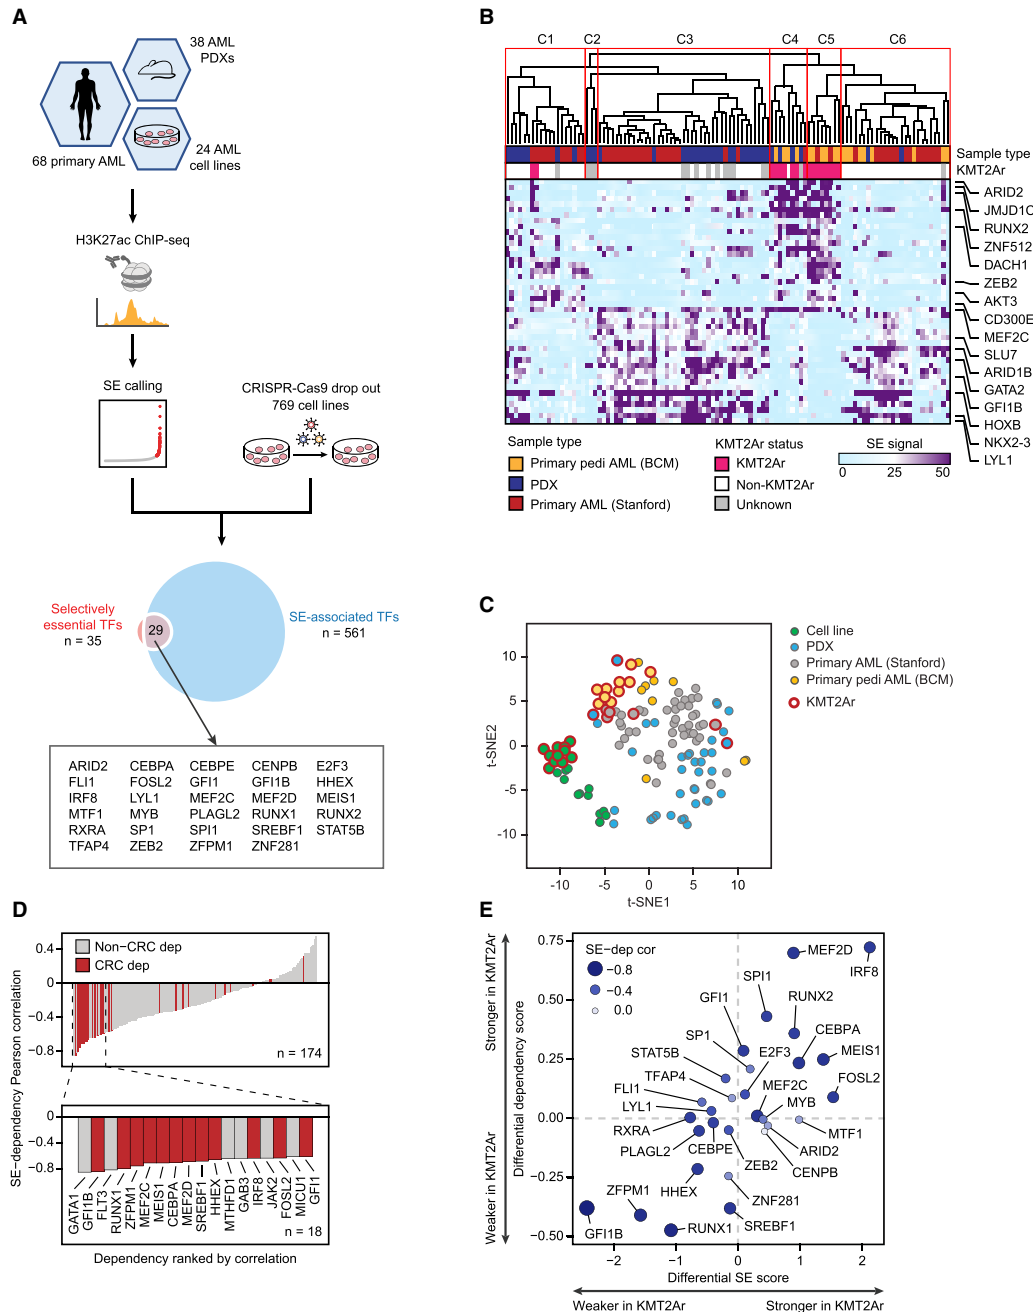 A
38 AML
PDXs
68 primary AML
24 AML
cell lines
H3K27ac ChIP-seq
SE calling
CRISPR-Cas9 drop out
769 cell lines
Selectively
essential TFs
n = 35
29
SE-associated TFs
n = 561
ARID2 CEBPA CEBPE CENPB E2F3
FLI1 FOSL2 GFI1 GFI1B HHEX
IRF8 LYL1 MEF2C MEF2D MEIS1
MTF1 MYB PLAGL2 RUNX1 RUNX2
RXRA SP1 SPI1 SREBF1 STAT5B
TFAP4 ZEB2 ZFPM1 ZNF281
B
C1 C2 C3 C4 C5 C6
Sample type
KMT2Ar
ARID2
JMJD1C
RUNX2
ZNF512
DACH1
ZEB2
AKT3
CD300E
MEF2C
SLU7
ARID1B
GATA2
GFI1B
HOXB
NKX2-3
LYL1
Sample type
Primary pedi AML (BCM)
PDX
Primary AML (Stanford)
KMT2Ar status
KMT2Ar
Non-KMT2Ar
Unknown
SE signal
0 25 50
C
Cell line
PDX
Primary AML (Stanford)
Primary pedi AML (BCM)
KMT2Ar
t-SNE2
10
5
0
-5
-10
-10 -5 0 5 10
t-SNE1
D
SE-dependency Pearson correlation
0.4
0
−0.4
−0.8
Non−CRC dep
CRC dep
n = 174
0
−0.4
−0.8
GATA1
GFI1B
FLT3
RUNX1
ZFPM1
MEF2C
MEIS1
CEBPA
MEF2D
SREBF1
HHEX
MTHFD1
GAB3
IRF8
JAK2
FOSL2
MICU1
GFI1
n = 18
Dependency ranked by correlation
E
Stronger in KMT2Ar
Weaker in KMT2Ar
Differential dependency score
0.75
0.50
0.25
0.00
−0.25
−0.50
SE-dep cor
−0.8
−0.4
0.0
MEF2D
IRF8
SPI1
GFI1
RUNX2
SP1
CEBPA
STAT5B
E2F3
MEIS1
TFAP4
FOSL2
FLI1
MEF2C
LYL1
MYB
RXRA
MTF1
PLAGL2
CEBPE
ARID2
ZEB2
CENPB
HHEX
ZNF281
ZFPM1
GFI1B
RUNX1
SREBF1
−2 −1 0 1 2
Differential SE score
Weaker in KMT2Ar
Stronger in KMT2Ar